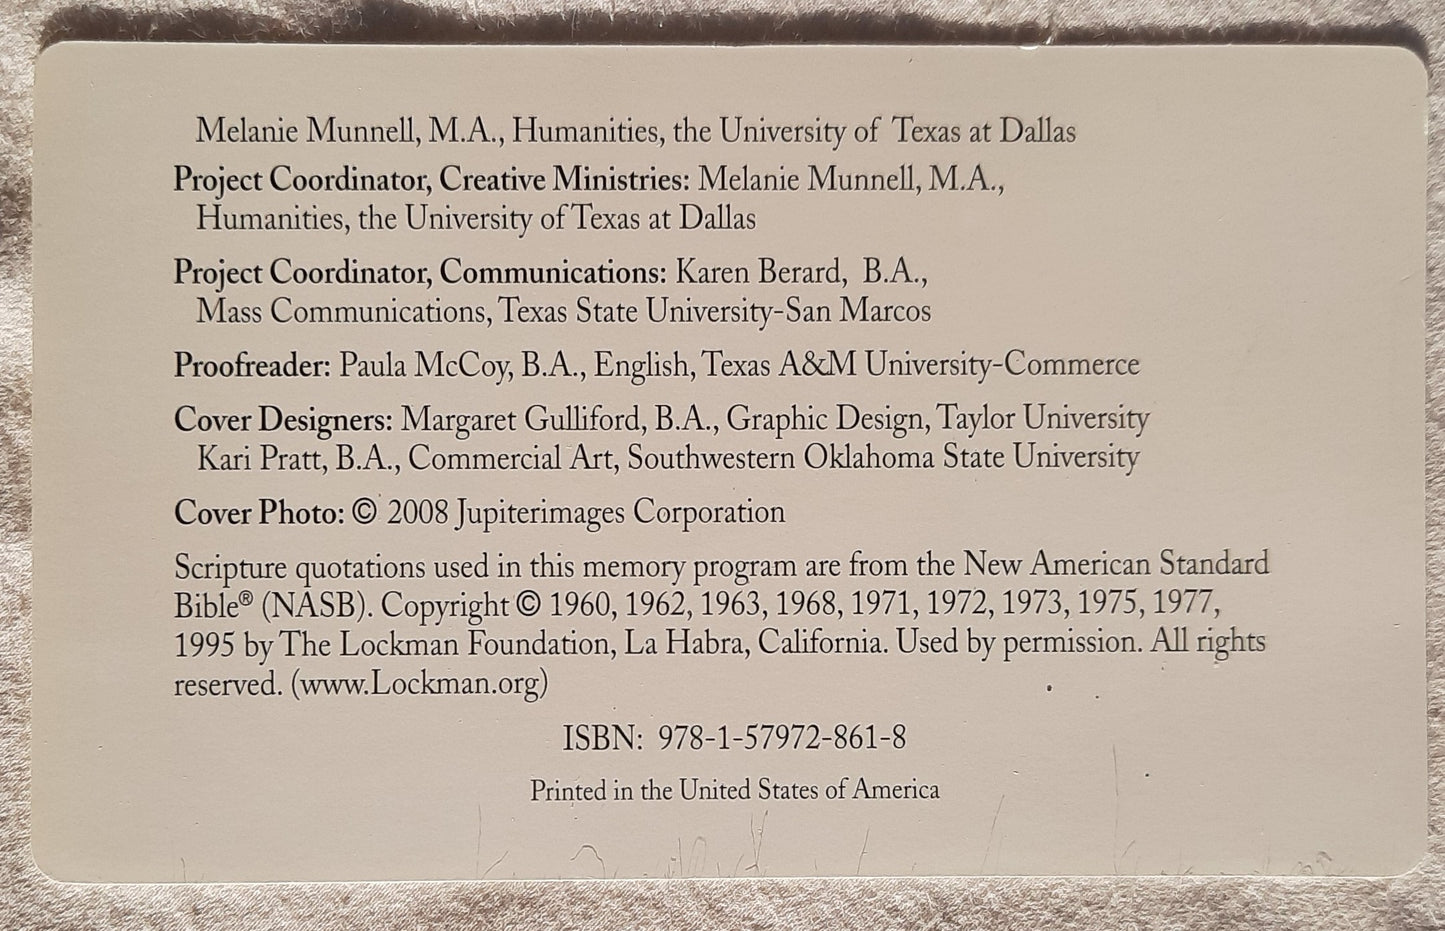 Melanie Munnell, M.A., Humanities, the University of Texas at Dallas
Project Coordinator, Creative Ministries: Melanie Munnell, M.A.,
Humanities, the University of Texas at Dallas
Project Coordinator, Communications: Karen Berard, B.A.,
Mass Communications, Texas State University-San Marcos
Proofreader: Paula McCoy, B.A., English, Texas A&M University-Commerce
Cover Designers: Margaret Gulliford, B.A., Graphic Design, Taylor University
Kari Pratt, B.A., Commercial Art, Southwestern Oklahoma State University
Cover Photo: © 2008 Jupiterimages Corporation
Scripture quotations used in this memory program are from the New American Standard
Bible® (NASB). Copyright © 1960, 1962, 1963, 1968, 1971, 1972, 1973, 1975, 1977,
1995 by The Lockman Foundation, La Habra, California. Used by permission. All rights
reserved. (www.Lockman.org)
ISBN: 978-1-57972-861-8
Printed in the United States of America